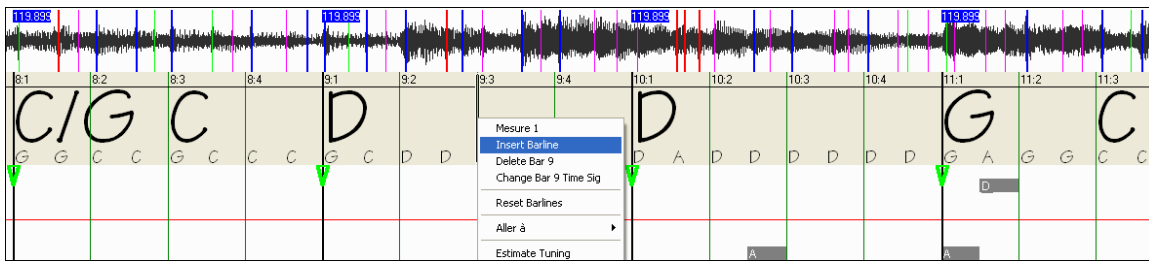 119.899 119.899 119.899 119.899
8:1 8:2 8:3 8:4 9:1 9:2 9:3 9:4 10:1 10:2 10:3 10:4 11:1 11:2 11:3
C/G C D D G C
G G C C G C C C G C D D D A D D D D D D G A G G C C
Mesure 1
Insert Barline
Delete Bar 9
Change Bar 9 Time Sig
Reset Barlines
Aller à
Estimate Tuning
D
A A